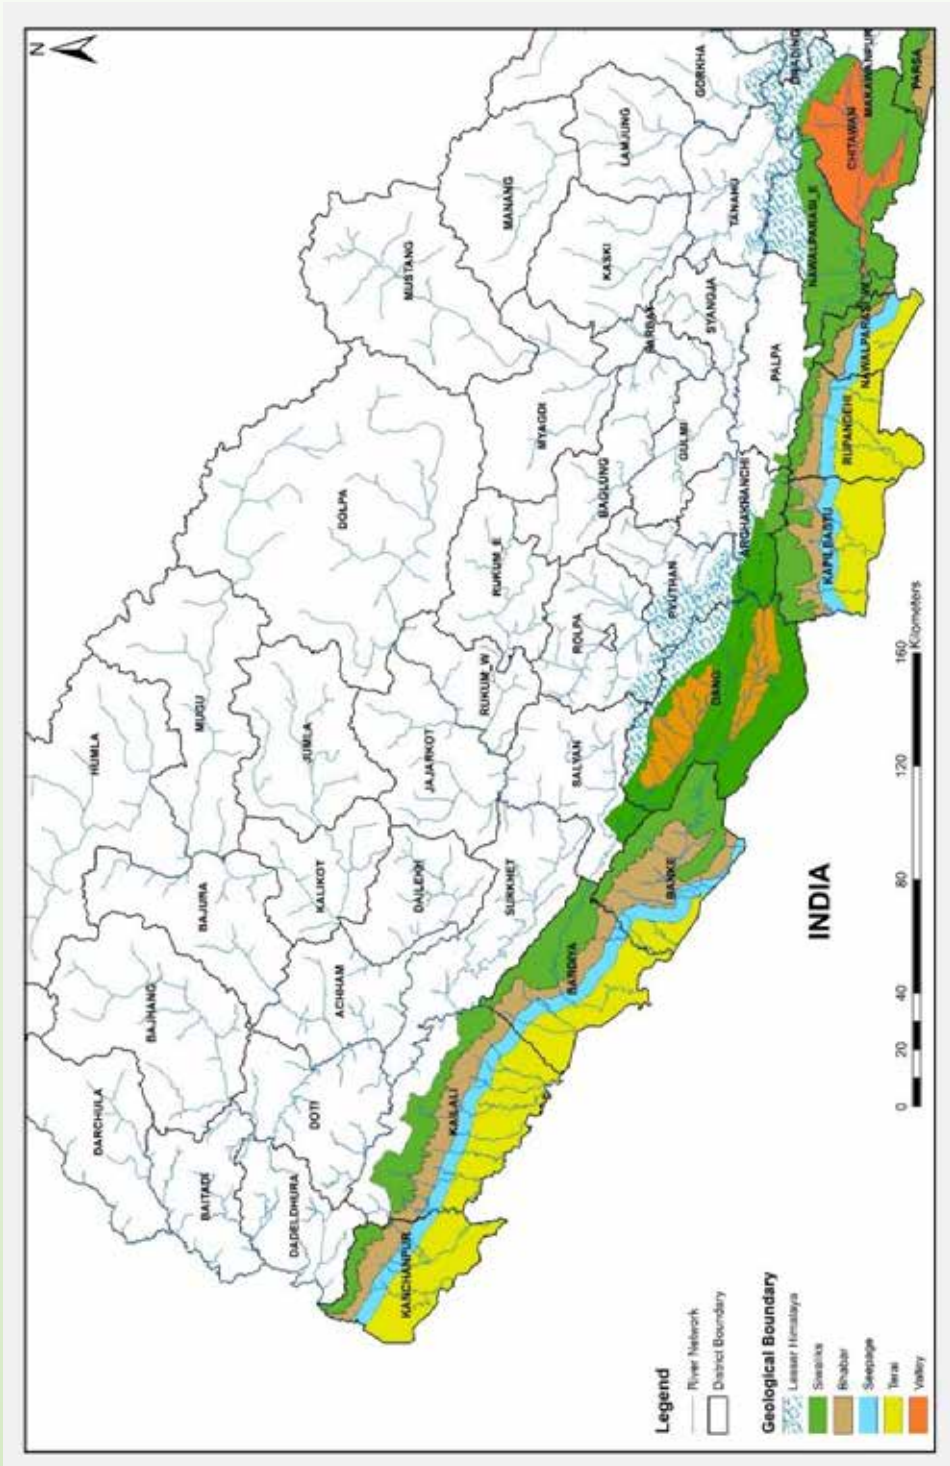 N
HUMLA
DARCHULA
BAJHANG
MUGU
BAJURA
BAITADI
DOLPA
JUMLA
KALIKOT
MUSTANG
DOTI
ACHHAM
DADELDHURA
MANANG
DAILEKH
JAJARKOT
RUKUM_W
RUKUM_E
MYAGDI
KASKI
LAMJUNG
GORKHA
KANCHANPUR
KAILALI
SURKHET
SALYAN
ROLPA
BAGLUNG
PARBAT
SYANGJA
TANAHU
DHADING
BARDIYA
BANKE
DANG
PYUTHAN
GULMI
ARGHAKHANCHI
PALPA
NAWALPARASI_E
CHITAWAN
MAKAWANPUR
PARSA
KAPILBASTU
RUPANDEHI
NAWALPARASI_W
INDIA
Legend
River Network
District Boundary
Geological Boundary
Lesser Himalaya
Siwaliks
Bhabar
Seepage
Terai
Valley
0 20 40 80 120 160
Kilometers